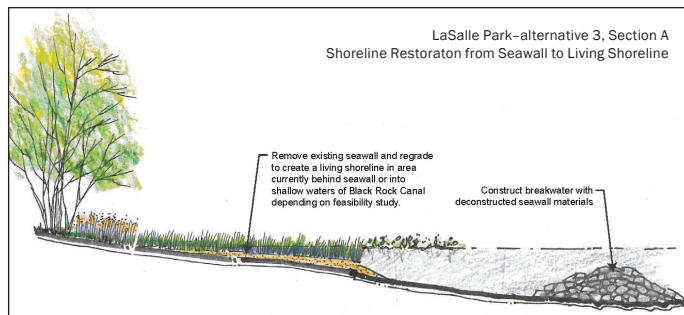 LaSalle Park–alternative 3, Section A
Shoreline Restoraton from Seawall to Living Shoreline
Remove existing seawall and regrade
to create a living shoreline in area
currently behind seawall or into
shallow waters of Black Rock Canal
depending on feasibility study.
Construct breakwater with
deconstructed seawall materials